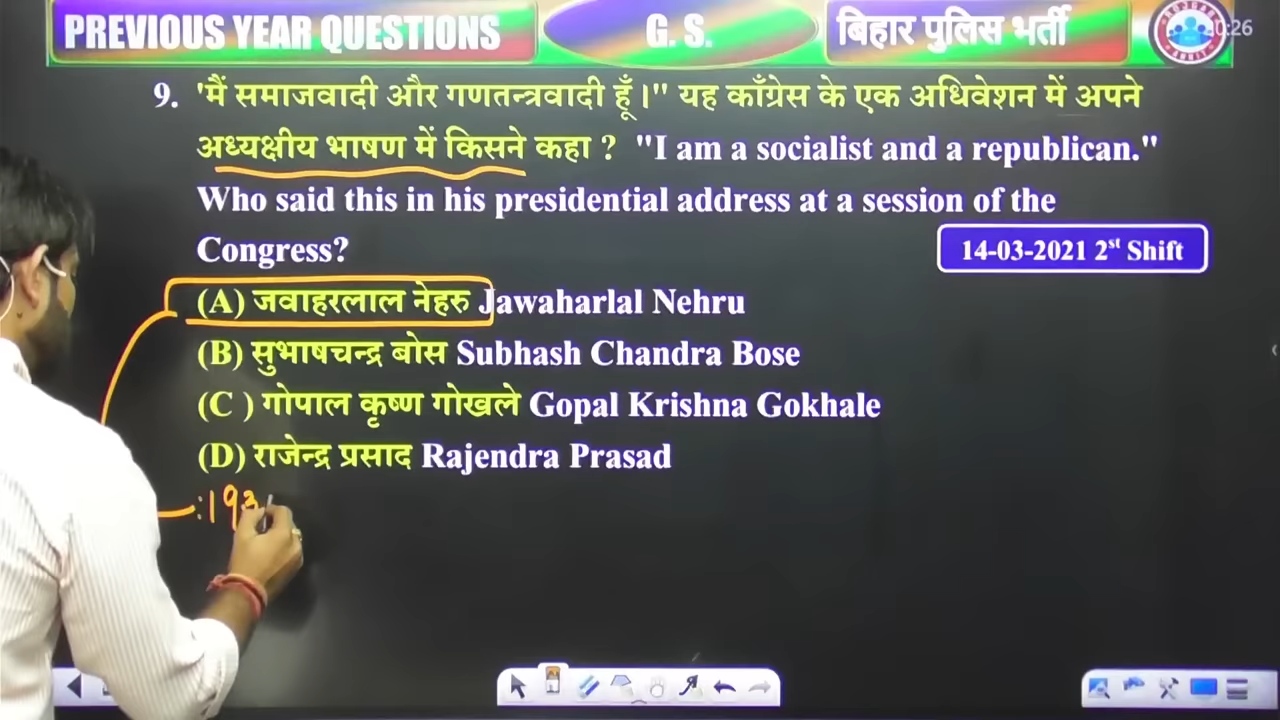 PREVIOUS YEAR QUESTIONS
G. S.
बिहार पुलिस भर्ती
20:26
9. 'मैं समाजवादी और गणतन्त्रवादी हूँ।" यह काँग्रेस के एक अधिवेशन में अपने
अध्यक्षीय भाषण में किसने कहा ? "I am a socialist and a republican."
Who said this in his presidential address at a session of the
Congress?
14-03-2021 2st Shift
(A) जवाहरलाल नेहरु Jawaharlal Nehru
(B) सुभाषचन्द्र बोस Subhash Chandra Bose
(C ) गोपाल कृष्ण गोखले Gopal Krishna Gokhale
(D) राजेन्द्र प्रसाद Rajendra Prasad
:193